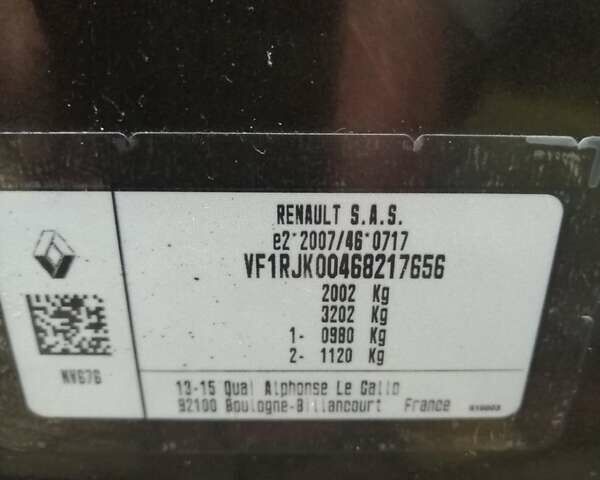 RENAULT S.A.S.
e2*2007/46*0717
VF1RJK00468217656
2002 Kg
3202 Kg
1- 0980 Kg
2- 1120 Kg
NV676
13-15 Quai Alphonse Le Gallo
92100 Boulogne-Billancourt France